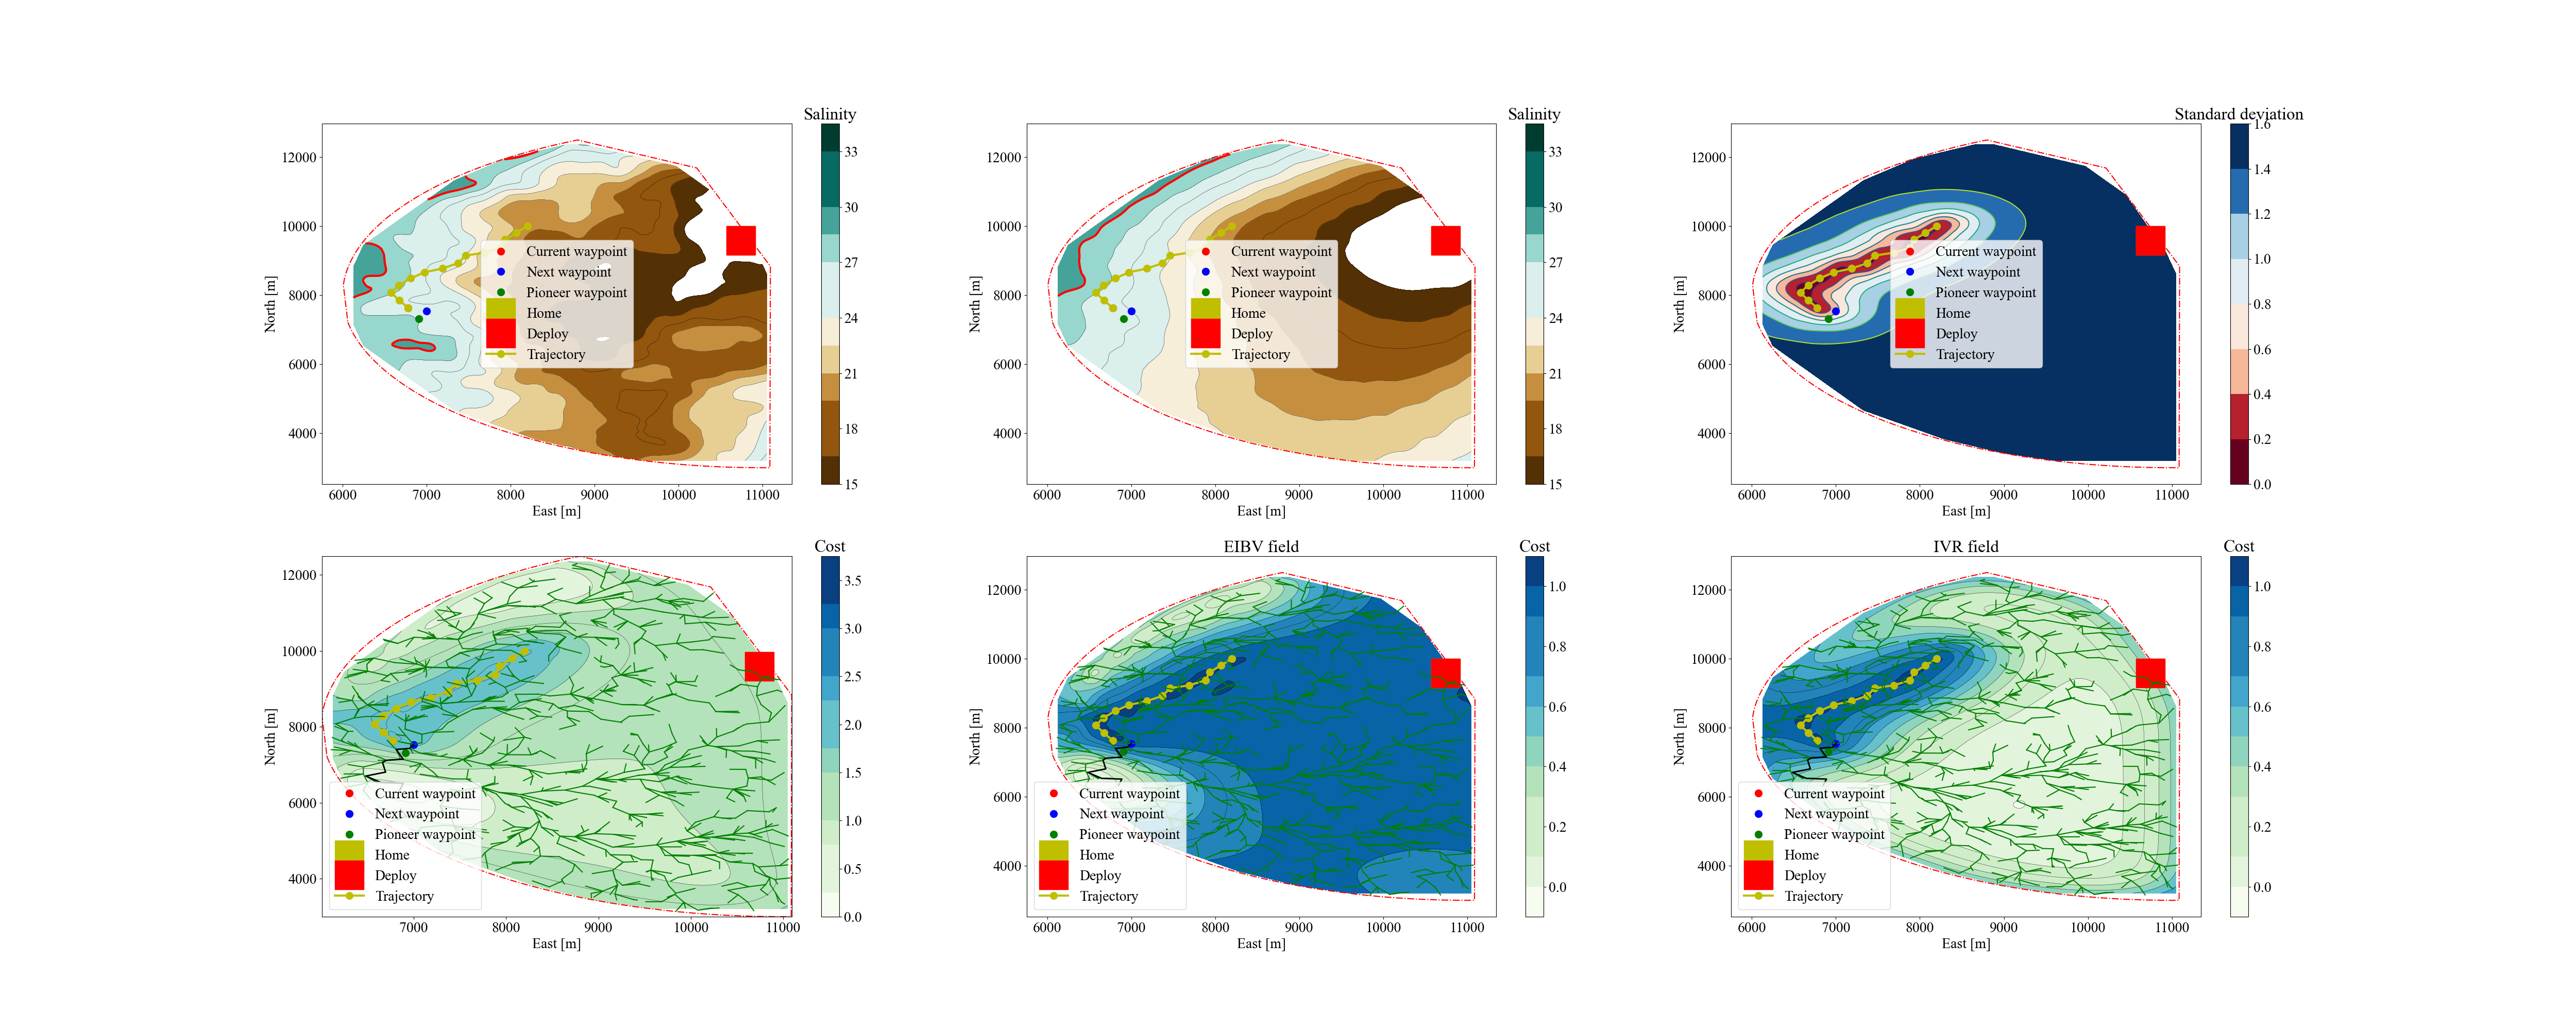 Salinity
12000
10000
8000
6000
4000
North [m]
6000 7000 8000 9000 10000 11000
East [m]
33
30
27
24
21
18
15
Current waypoint
Next waypoint
Pioneer waypoint
Home
Deploy
Trajectory
Salinity
12000
10000
8000
6000
4000
North [m]
6000 7000 8000 9000 10000 11000
East [m]
33
30
27
24
21
18
15
Current waypoint
Next waypoint
Pioneer waypoint
Home
Deploy
Trajectory
Standard deviation
12000
10000
8000
6000
4000
North [m]
6000 7000 8000 9000 10000 11000
East [m]
1.6
1.4
1.2
1.0
0.8
0.6
0.4
0.2
0.0
Current waypoint
Next waypoint
Pioneer waypoint
Home
Deploy
Trajectory
Cost
12000
10000
8000
6000
4000
North [m]
7000 8000 9000 10000 11000
East [m]
3.5
3.0
2.5
2.0
1.5
1.0
0.5
0.0
Current waypoint
Next waypoint
Pioneer waypoint
Home
Deploy
Trajectory
EIBV field
Cost
12000
10000
8000
6000
4000
North [m]
6000 7000 8000 9000 10000 11000
East [m]
1.0
0.8
0.6
0.4
0.2
0.0
Current waypoint
Next waypoint
Pioneer waypoint
Home
Deploy
Trajectory
IVR field
Cost
12000
10000
8000
6000
4000
North [m]
6000 7000 8000 9000 10000 11000
East [m]
1.0
0.8
0.6
0.4
0.2
0.0
Current waypoint
Next waypoint
Pioneer waypoint
Home
Deploy
Trajectory